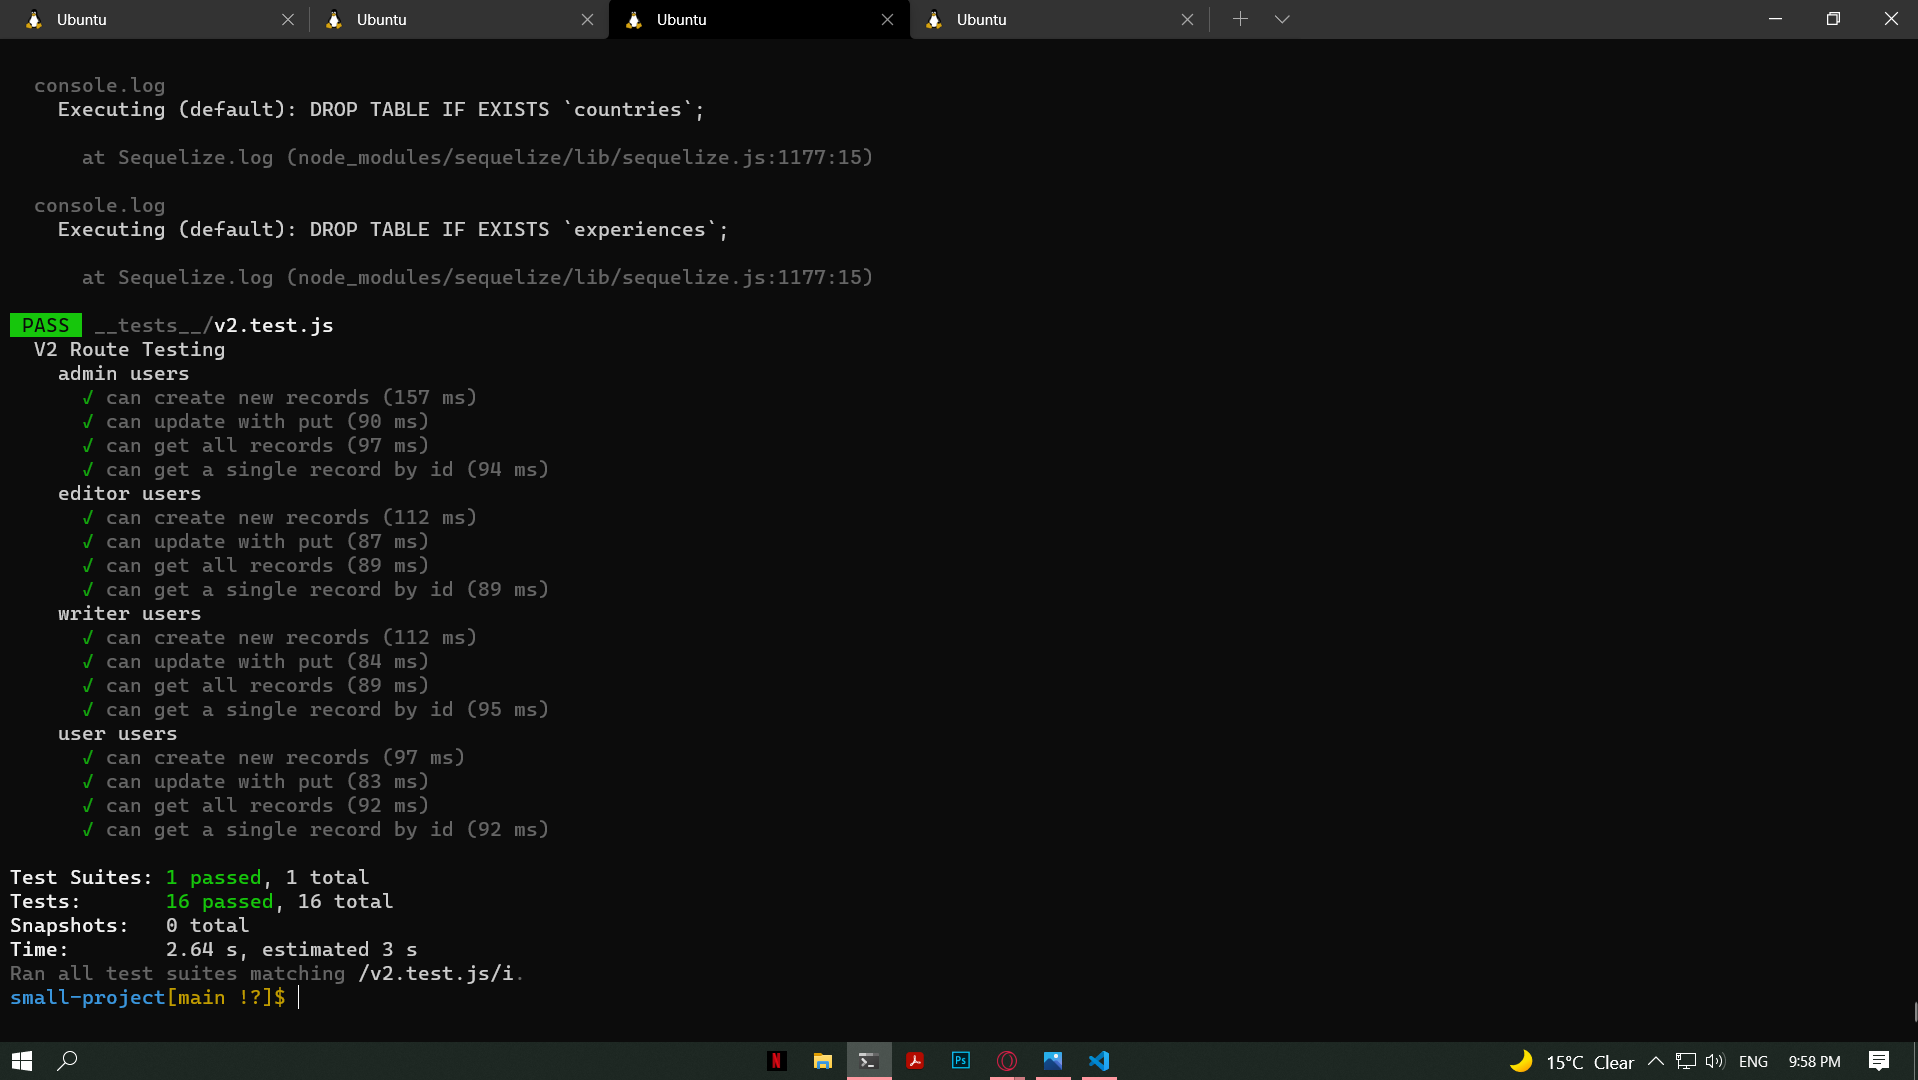 Ubuntu Ubuntu Ubuntu Ubuntu
console.log
Executing (default): DROP TABLE IF EXISTS `countries`;
at Sequelize.log (node_modules/sequelize/lib/sequelize.js:1177:15)
console.log
Executing (default): DROP TABLE IF EXISTS `experiences`;
at Sequelize.log (node_modules/sequelize/lib/sequelize.js:1177:15)
PASS __tests__/v2.test.js
V2 Route Testing
admin users
√ can create new records (157 ms)
√ can update with put (90 ms)
√ can get all records (97 ms)
√ can get a single record by id (94 ms)
editor users
√ can create new records (112 ms)
√ can update with put (87 ms)
√ can get all records (89 ms)
√ can get a single record by id (89 ms)
writer users
√ can create new records (112 ms)
√ can update with put (84 ms)
√ can get all records (89 ms)
√ can get a single record by id (95 ms)
user users
√ can create new records (97 ms)
√ can update with put (83 ms)
√ can get all records (92 ms)
√ can get a single record by id (92 ms)
Test Suites: 1 passed, 1 total
Tests: 16 passed, 16 total
Snapshots: 0 total
Time: 2.64 s, estimated 3 s
Ran all test suites matching /v2.test.js/i.
small-project[main !?]$
N Ps 15°C Clear ENG 9:58 PM